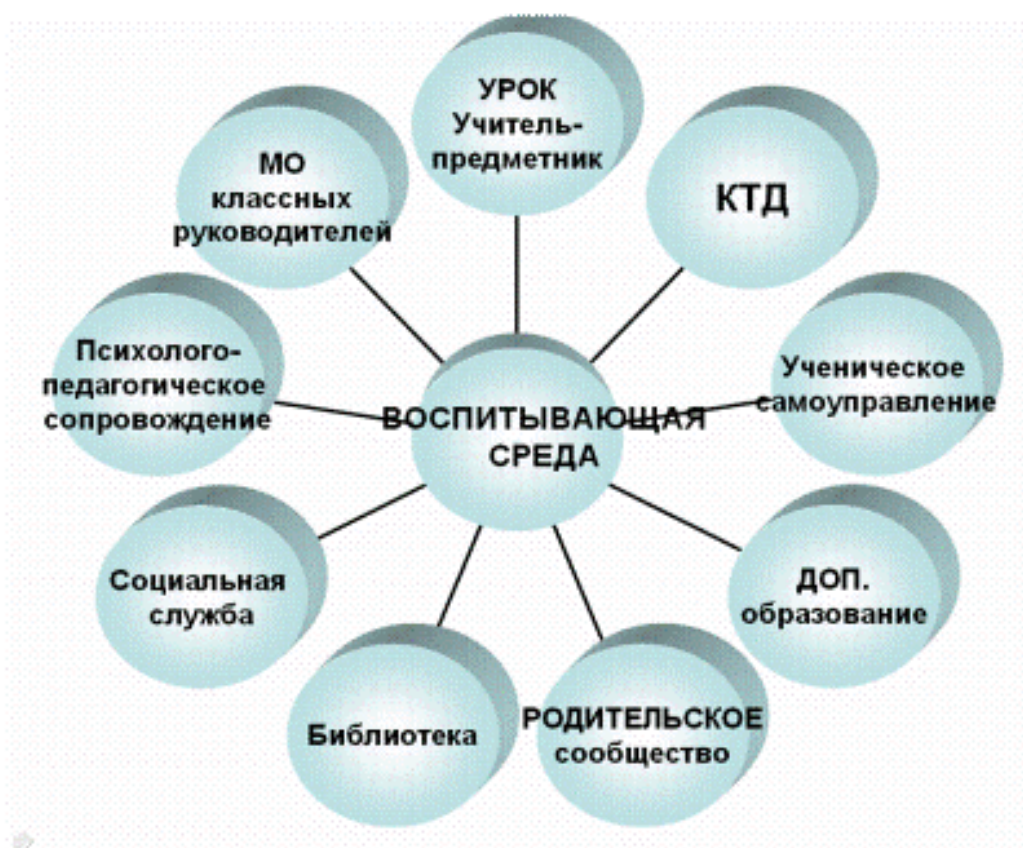 УРОК
Учитель-
предметник
КТД
МО
классных
руководителей
Ученическое
самоуправление
Психолого-
педагогическое
сопровождение
ВОСПИТЫВАЮЩАЯ
СРЕДА
ДОП.
образование
Социальная
служба
РОДИТЕЛЬСКОЕ
сообщество
Библиотека